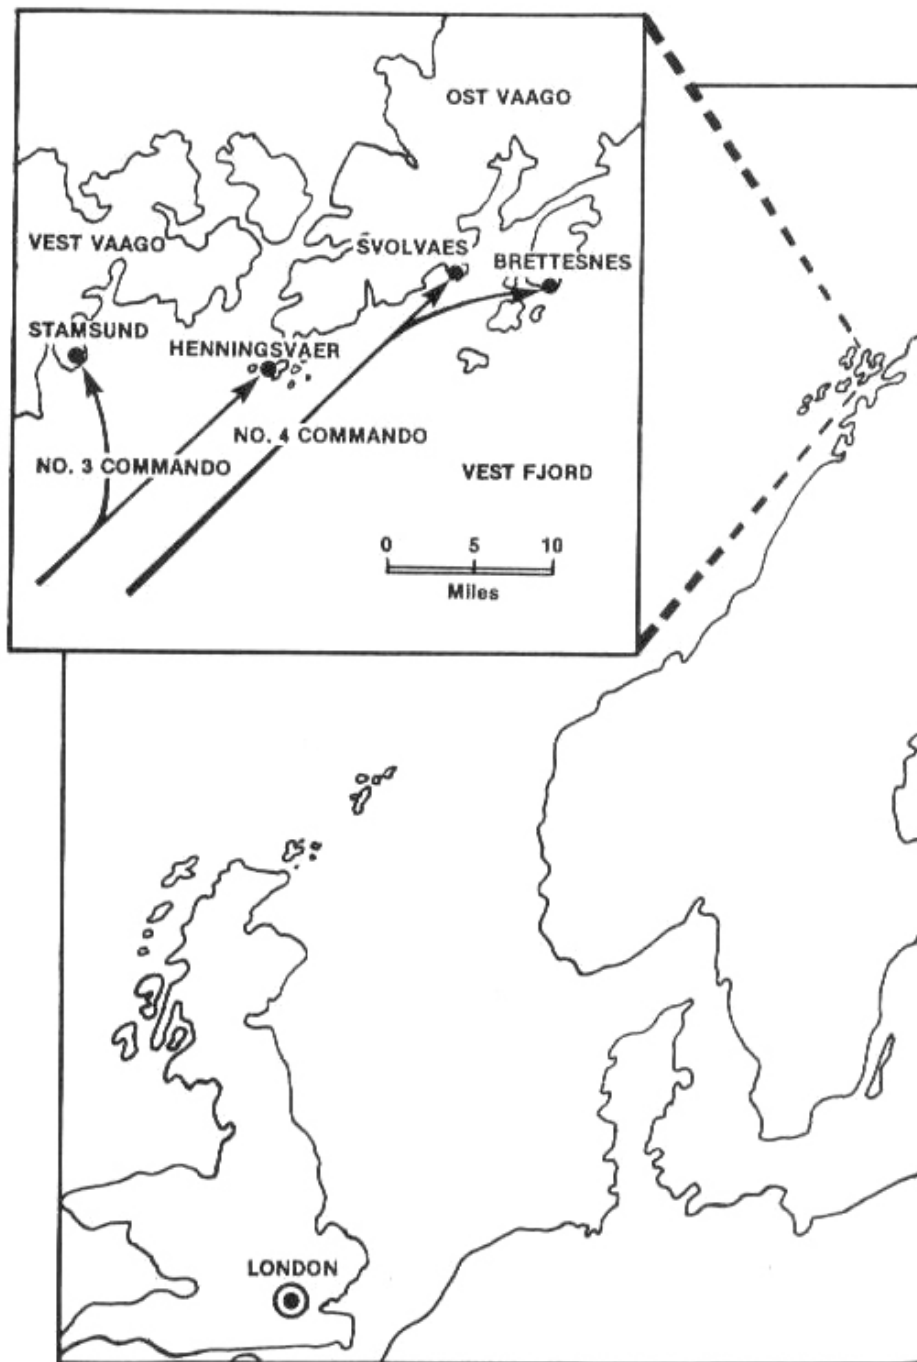 OST VAAGO
VEST VAAGO
SVOLVAES
BRETTESNES
STAMSUND
HENNINGSVAER
NO. 4 COMMANDO
NO. 3 COMMANDO
VEST FJORD
0 5 10
Miles
LONDON